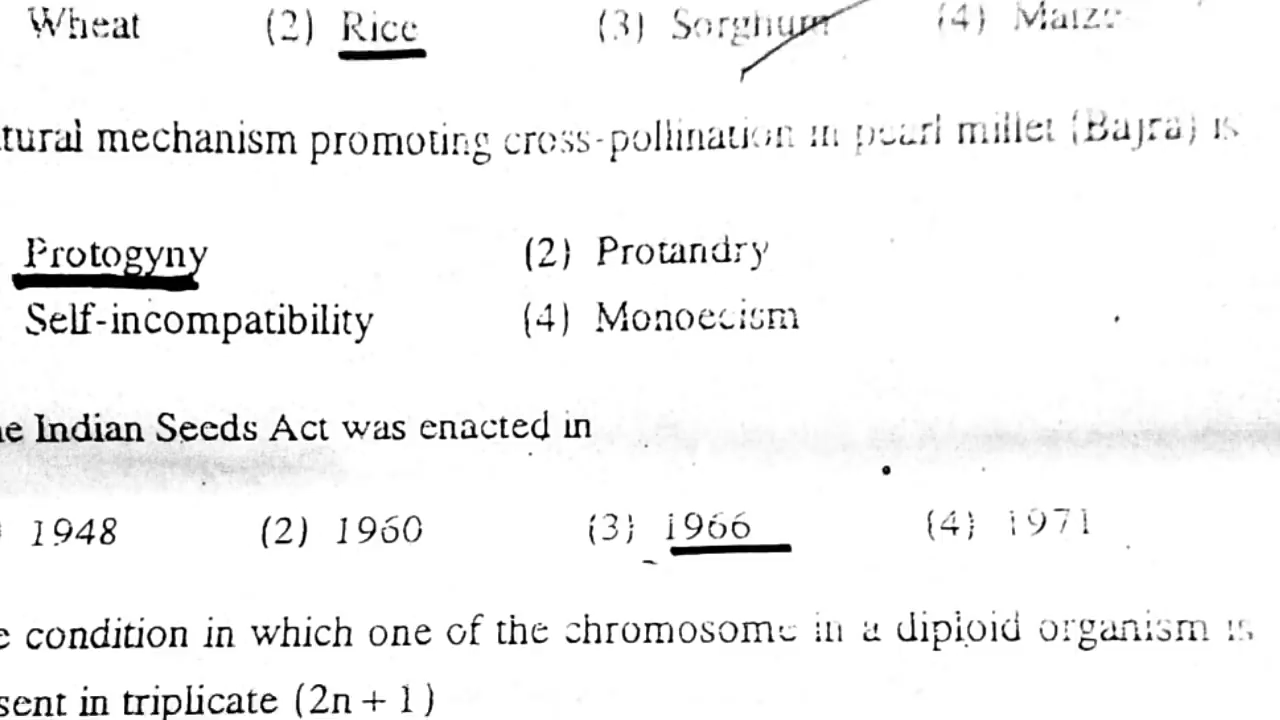 Wheat (2) Rice (3) Sorghum (4) Maize
tural mechanism promoting cross-pollination in pearl millet (Bajra) is
Protogyny (2) Protandry
Self-incompatibility (4) Monoecism
e Indian Seeds Act was enacted in
) 1948 (2) 1960 (3) 1966 (4) 1971
e condition in which one of the chromosome in a diploid organism is
sent in triplicate (2n + 1)